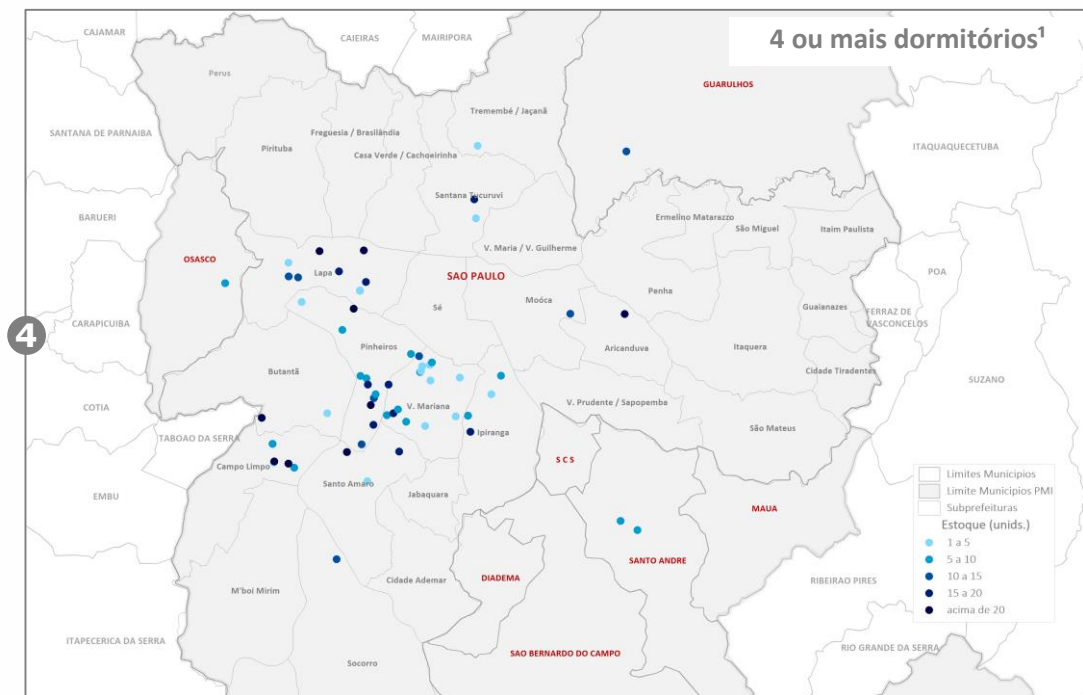 4 ou mais dormitórios¹
CAJAMAR
CAIEIRAS
MAIRIPORA
Perus
GUARULHOS
SANTANA DE PARNAIBA
Tremembé / Jaçanã
Freguesia / Brasilândia
Pirituba
Casa Verde / Cachoeirinha
ITAQUAQUECETUBA
Santana Tucuruvi
BARUERI
Ermelino Matarazzo
São Miguel
Itaim Paulista
V. Maria / V. Guilherme
OSASCO
Lapa
SAO PAULO
POA
Penha
Moóca
Sé
Guaianazes
FERRAZ DE
VASCONCELOS
CARAPICUIBA
4
Pinheiros
Aricanduva
Itaquera
Butantã
Cidade Tiradentes
SUZANO
COTIA
V. Mariana
V. Prudente / Sapopemba
São Mateus
TABOAO DA SERRA
Ipiranga
S C S
Campo Limpo
Santo Amaro
EMBU
Jabaquara
MAUA
Limites Municipios
Limite Municipios PMI
Subprefeituras
Estoque (unids.)
1 a 5
5 a 10
10 a 15
15 a 20
acima de 20
SANTO ANDRE
DIADEMA
Cidade Ademar
M'boi Mirim
RIBEIRAO PIRES
ITAPECERICA DA SERRA
SAO BERNARDO DO CAMPO
RIO GRANDE DA SERRA
Socorro